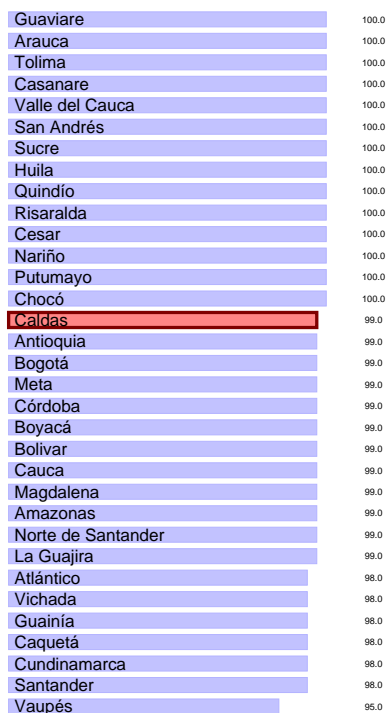 Guaviare 100.0
Arauca 100.0
Tolima 100.0
Casanare 100.0
Valle del Cauca 100.0
San Andrés 100.0
Sucre 100.0
Huila 100.0
Quindío 100.0
Risaralda 100.0
Cesar 100.0
Nariño 100.0
Putumayo 100.0
Chocó 100.0
Caldas 99.0
Antioquia 99.0
Bogotá 99.0
Meta 99.0
Córdoba 99.0
Boyacá 99.0
Bolivar 99.0
Cauca 99.0
Magdalena 99.0
Amazonas 99.0
Norte de Santander 99.0
La Guajira 99.0
Atlántico 98.0
Vichada 98.0
Guainía 98.0
Caquetá 98.0
Cundinamarca 98.0
Santander 98.0
Vaupés 95.0